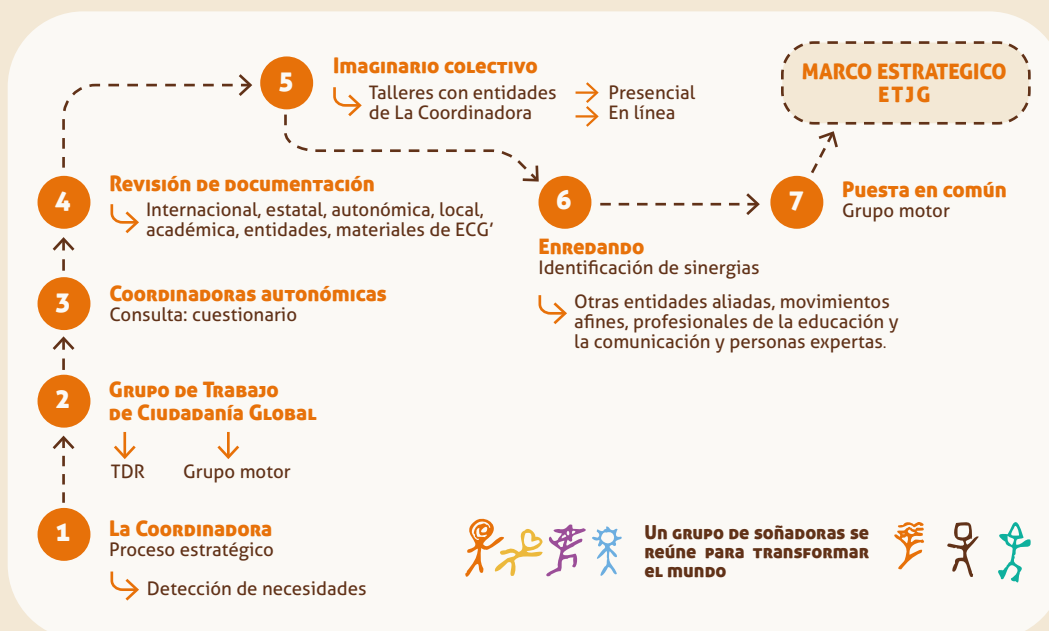 5
Imaginario colectivo
Talleres con entidades
de La Coordinadora
Presencial
En línea
MARCO ESTRATEGICO
ETJG
4
Revisión de documentación
Internacional, estatal, autonómica, local,
académica, entidades, materiales de ECG’
6
Enredando
Identificación de sinergias
Otras entidades aliadas, movimientos
afines, profesionales de la educación y
la comunicación y personas expertas.
7
Puesta en común
Grupo motor
3
Coordinadoras autonómicas
Consulta: cuestionario
2
Grupo de Trabajo
de Ciudadanía Global
TDR
Grupo motor
1
La Coordinadora
Proceso estratégico
Detección de necesidades
Un grupo de soñadoras se
reúne para transformar
el mundo